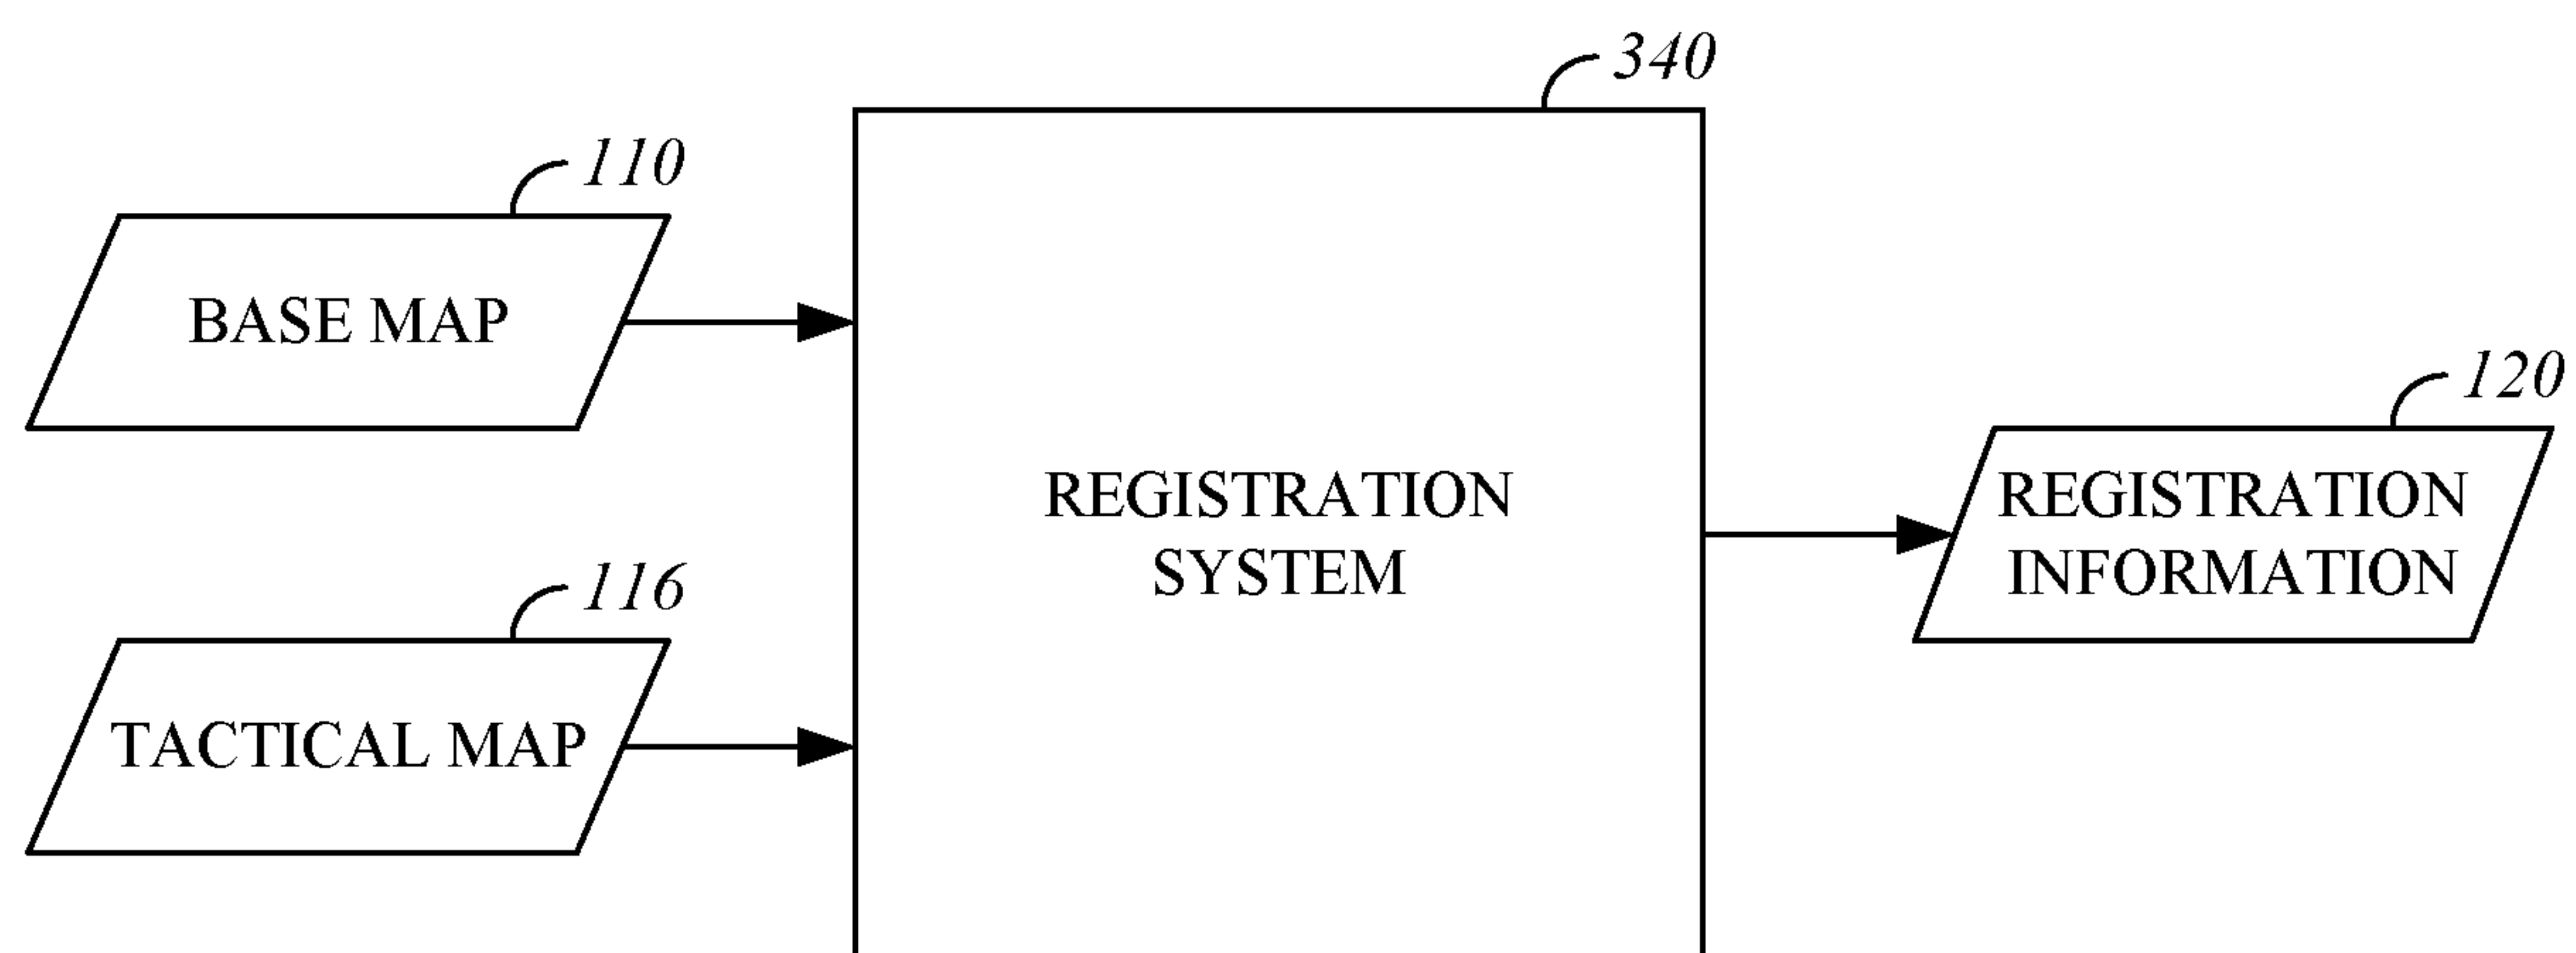 340
110
BASE MAP
120
REGISTRATION
SYSTEM
REGISTRATION
INFORMATION
116
TACTICAL MAP